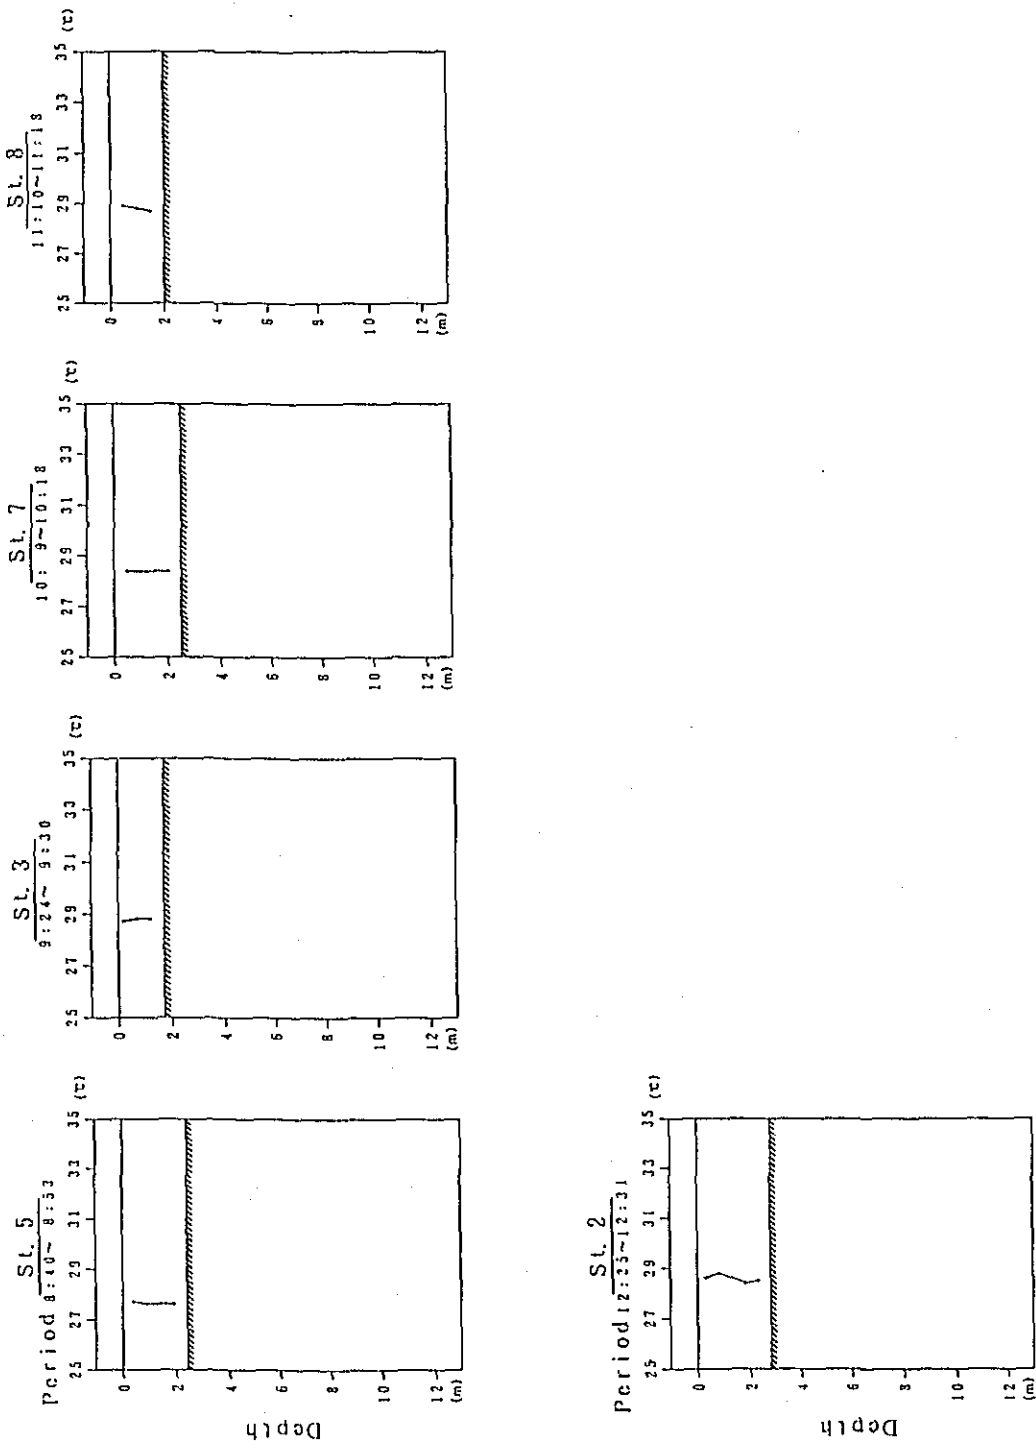 St. 5
Period 8:40~ 8:53
25 27 29 31 33 35 (℃)
0
2
4
6
8
10
12
(m)
Depth
St. 3
9:24~ 9:30
25 27 29 31 33 35 (℃)
0
2
4
6
8
10
12
(m)
St. 7
10: 9~10:18
25 27 29 31 33 35 (℃)
0
2
4
6
8
10
12
(m)
St. 8
11:10~11:18
25 27 29 31 33 35 (℃)
0
2
4
6
8
10
12
(m)
St. 2
Period 12:25~12:31
25 27 29 31 33 35 (℃)
0
2
4
6
8
10
12
(m)
Depth